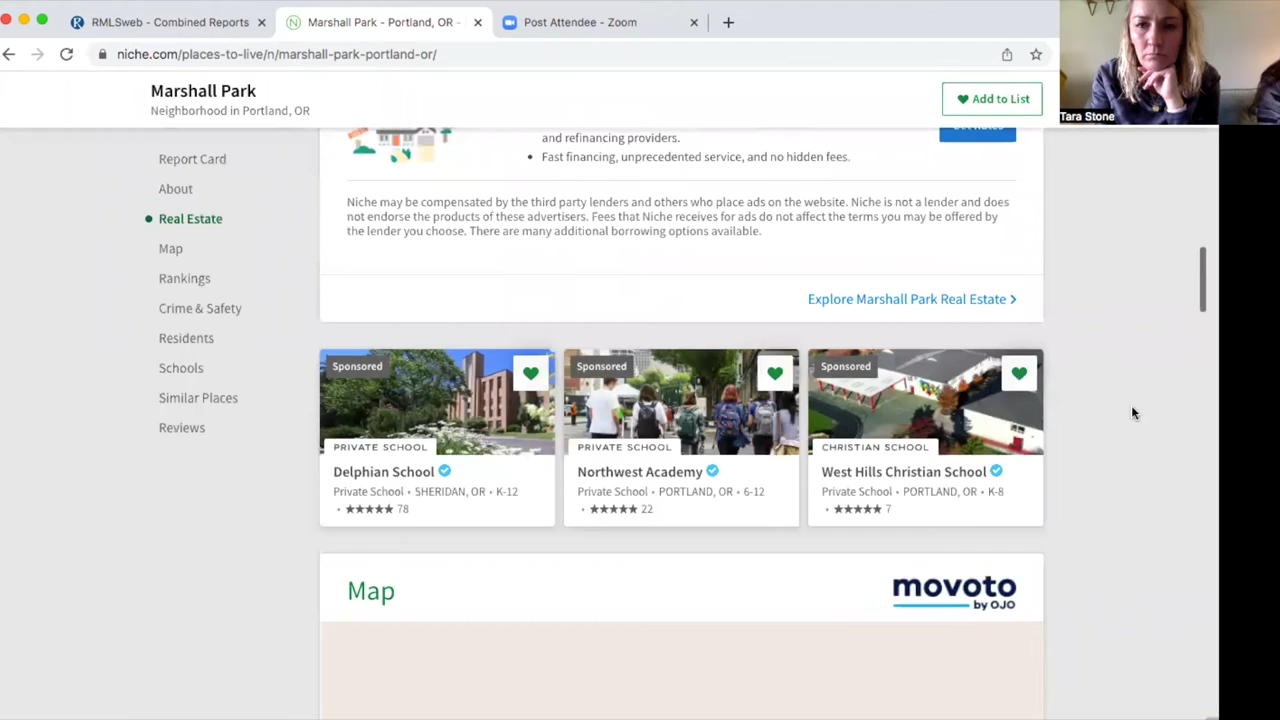 RMLSweb - Combined Reports
Marshall Park - Portland, OR -
Post Attendee - Zoom
niche.com/places-to-live/n/marshall-park-portland-or/
Marshall Park
Neighborhood in Portland, OR
Add to List
Tara Stone
Report Card
About
Real Estate
Map
Rankings
Crime & Safety
Residents
Schools
Similar Places
Reviews
and refinancing providers.
• Fast financing, unprecedented service, and no hidden fees.
Niche may be compensated by the third party lenders and others who place ads on the website. Niche is not a lender and does
not endorse the products of these advertisers. Fees that Niche receives for ads do not affect the terms you may be offered by
the lender you choose. There are many additional borrowing options available.
Explore Marshall Park Real Estate >
Sponsored
PRIVATE SCHOOL
Delphian School
Private School • SHERIDAN, OR • K-12
• ★★★★★ 78
Sponsored
PRIVATE SCHOOL
Northwest Academy
Private School • PORTLAND, OR • 6-12
• ★★★★★ 22
Sponsored
CHRISTIAN SCHOOL
West Hills Christian School
Private School • PORTLAND, OR • K-8
• ★★★★★ 7
Map
movoto
by OJO